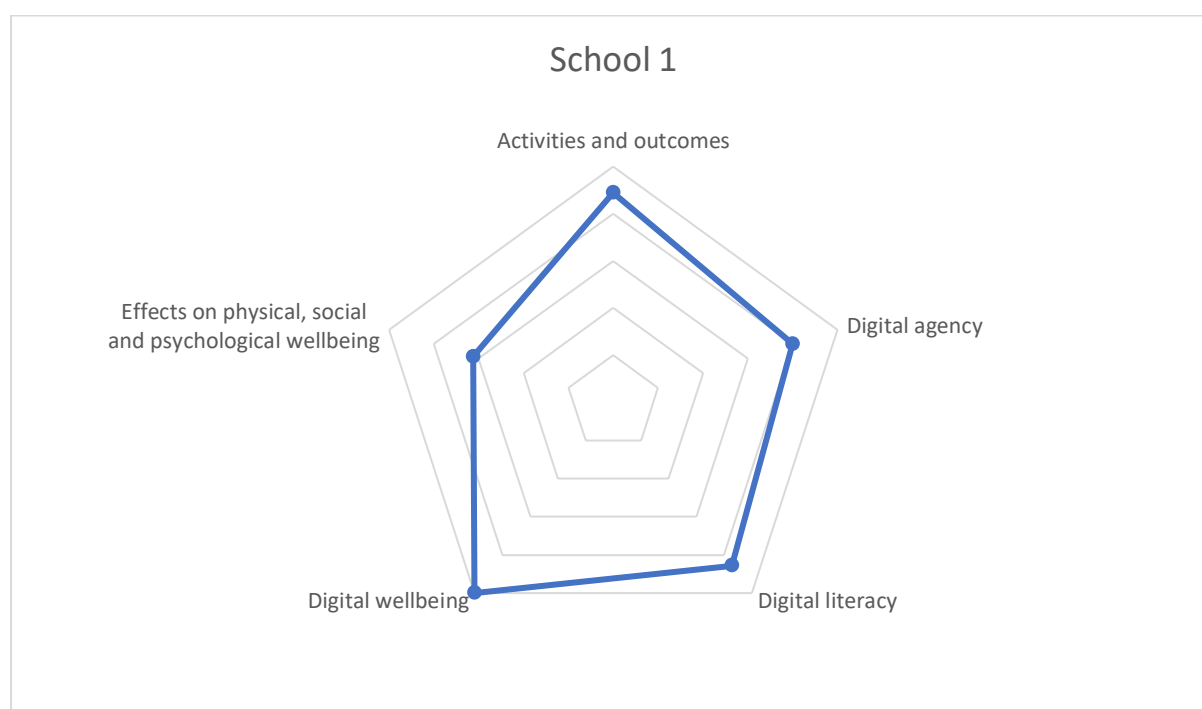 School 1
Activities and outcomes
Effects on physical, social
and psychological wellbeing
Digital agency
Digital wellbeing
Digital literacy